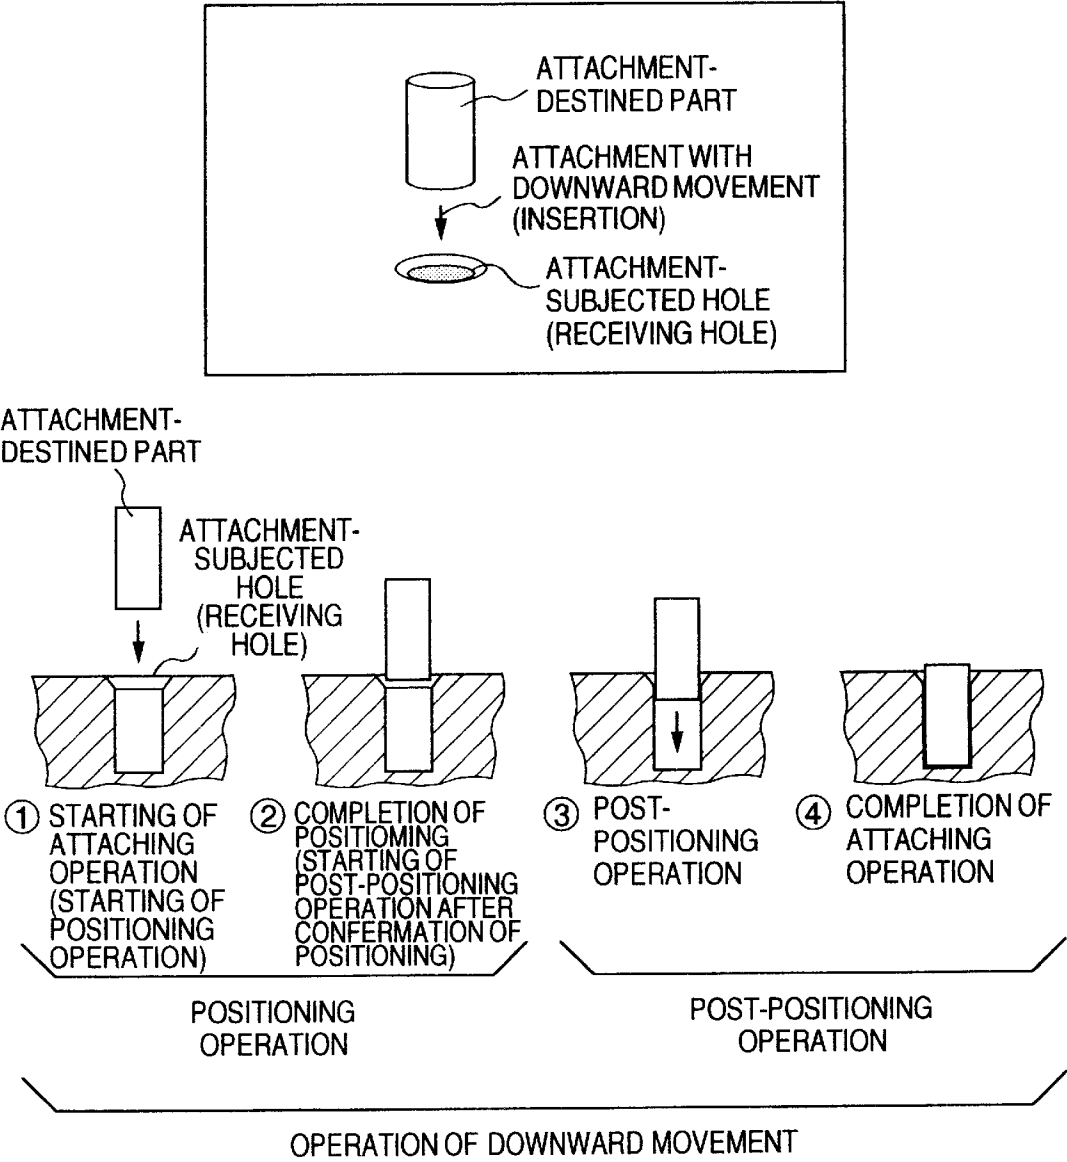 ATTACHMENT-
DESTINED PART
ATTACHMENT WITH
DOWNWARD MOVEMENT
(INSERTION)
ATTACHMENT-
SUBJECTED HOLE
(RECEIVING HOLE)
ATTACHMENT-
DESTINED PART
ATTACHMENT-
SUBJECTED
HOLE
(RECEIVING
HOLE)
① STARTING OF
ATTACHING
OPERATION
(STARTING OF
POSITIONING
OPERATION)
② COMPLETION OF
POSITIOMING
(STARTING OF
POST-POSITIONING
OPERATION AFTER
CONFERMATION OF
POSITIONING)
③ POST-
POSITIONING
OPERATION
④ COMPLETION OF
ATTACHING
OPERATION
POSITIONING
OPERATION
POST-POSITIONING
OPERATION
OPERATION OF DOWNWARD MOVEMENT